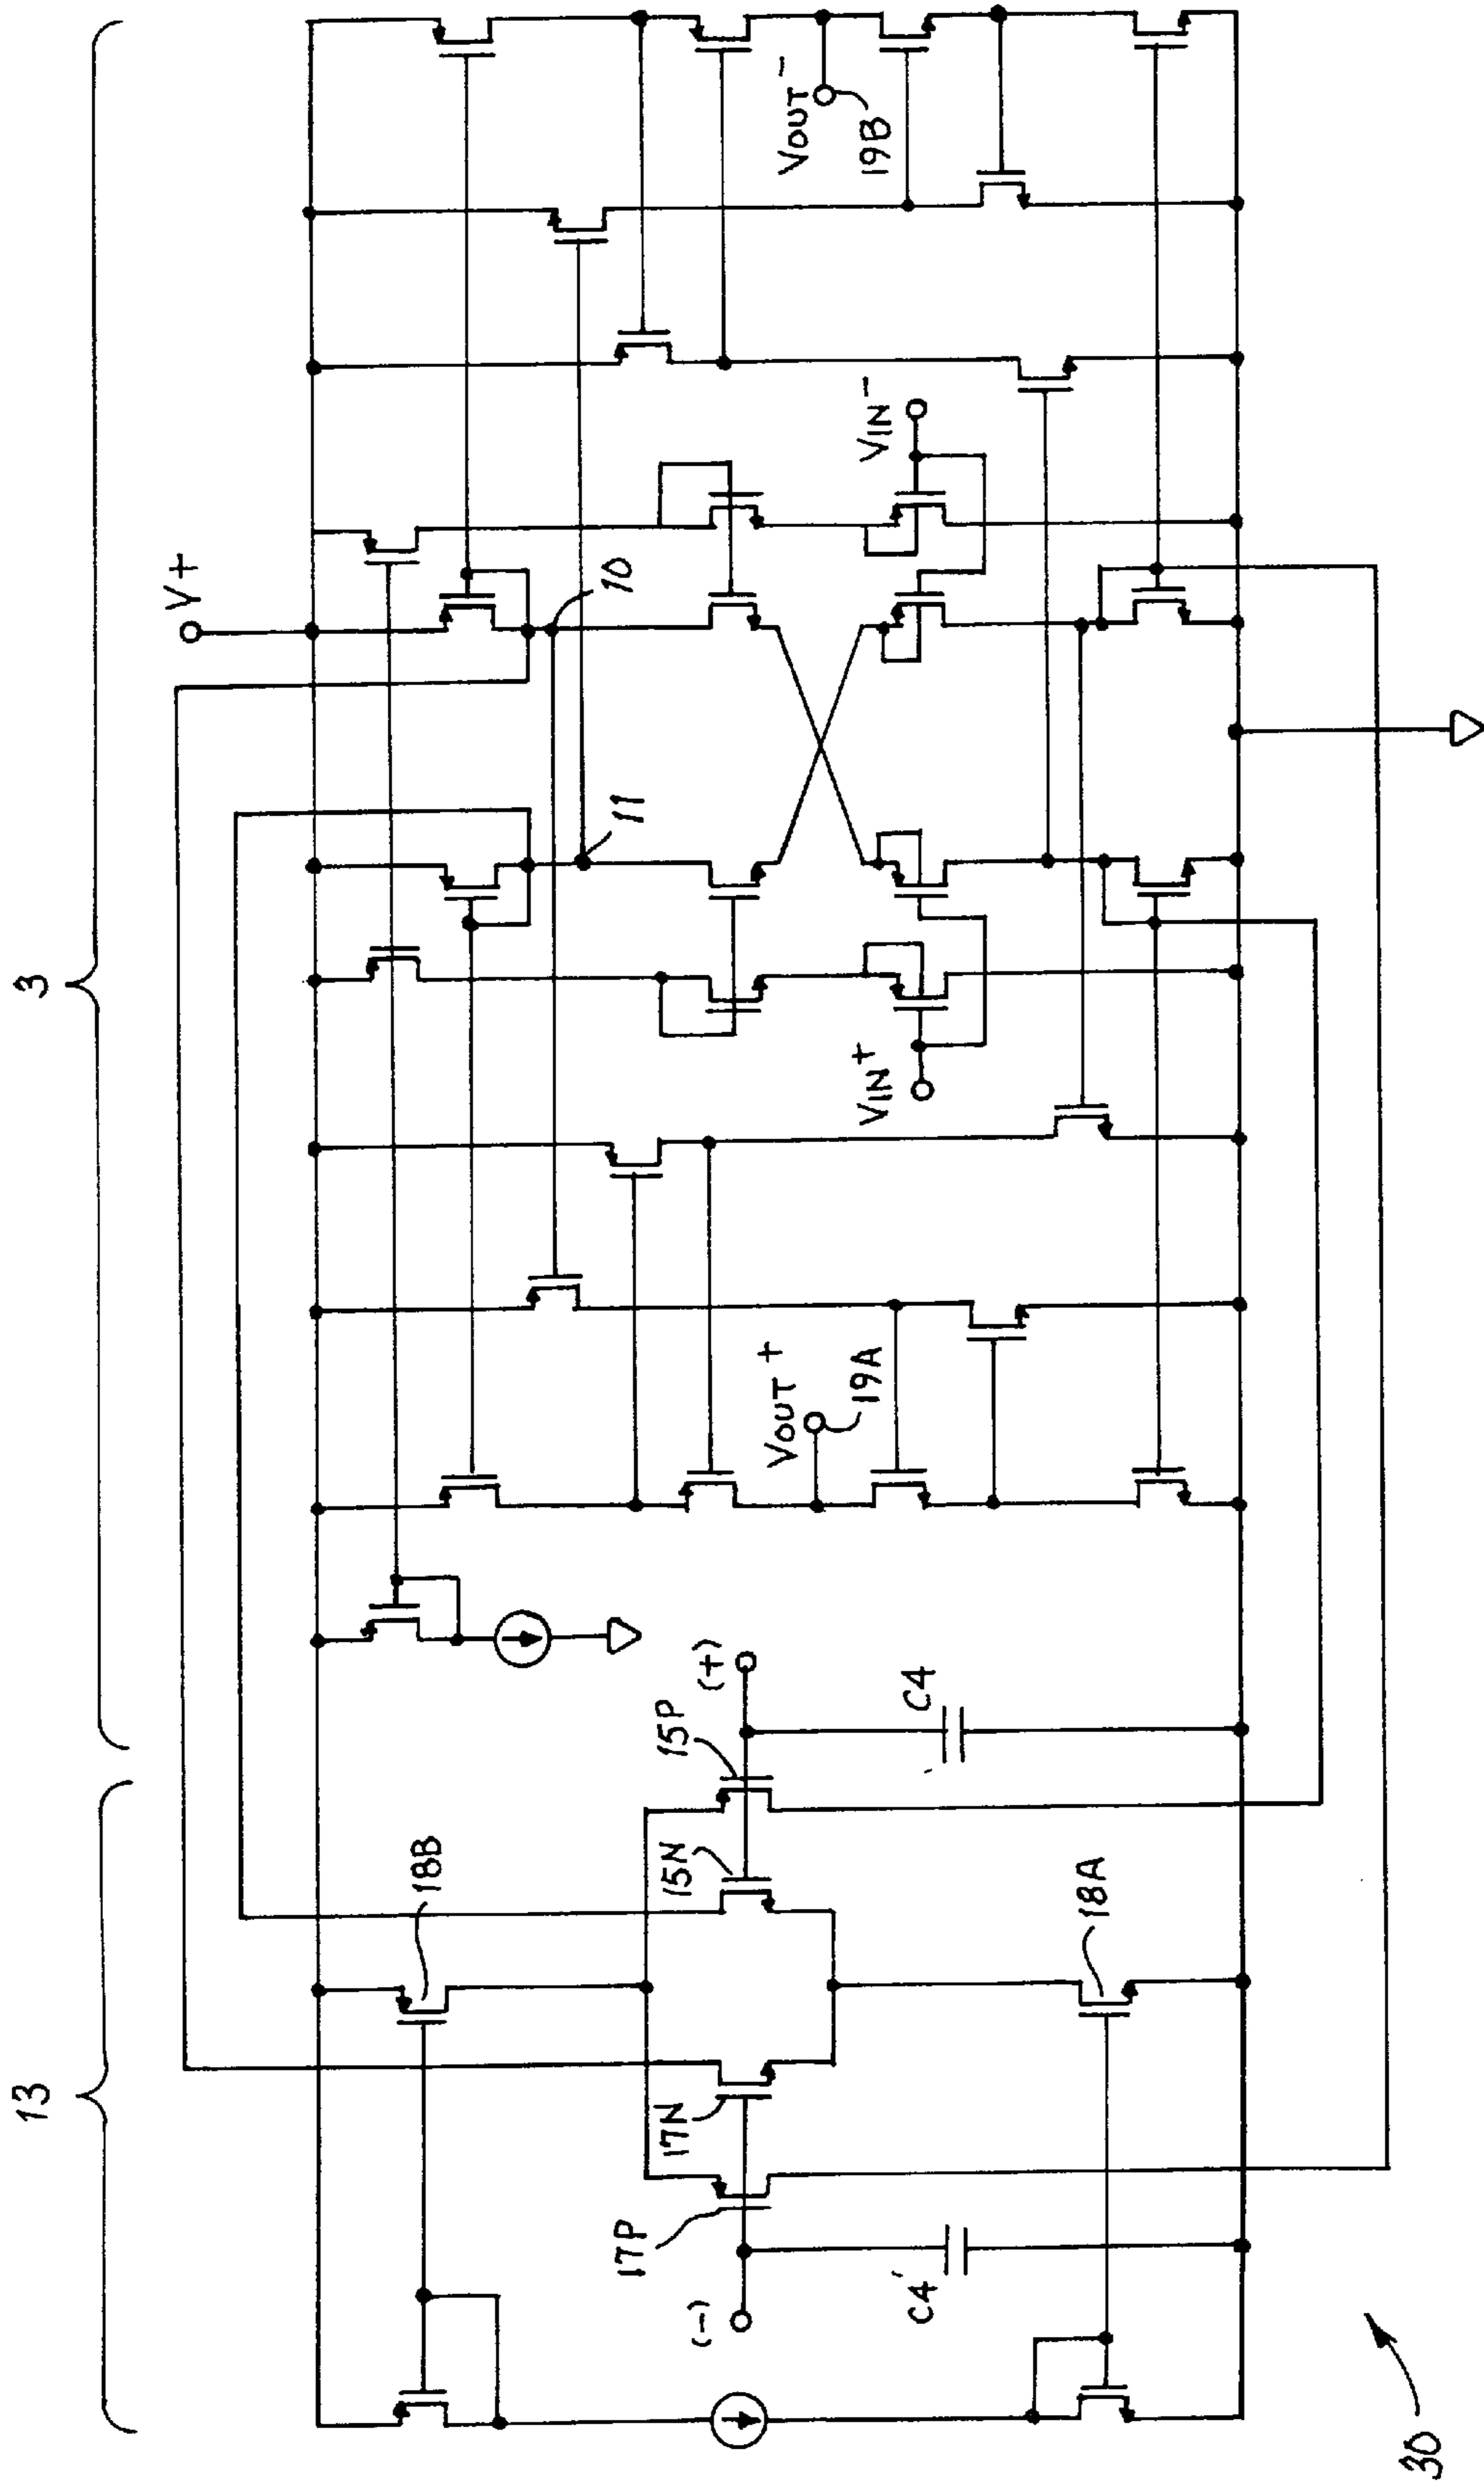 13
3
V+
18B
10
11
17P
17N
15N
15P
(-)
(+)
VOUT+
19A
VIN+
VIN-
VOUT-
19B
C4'
C4
18A
30